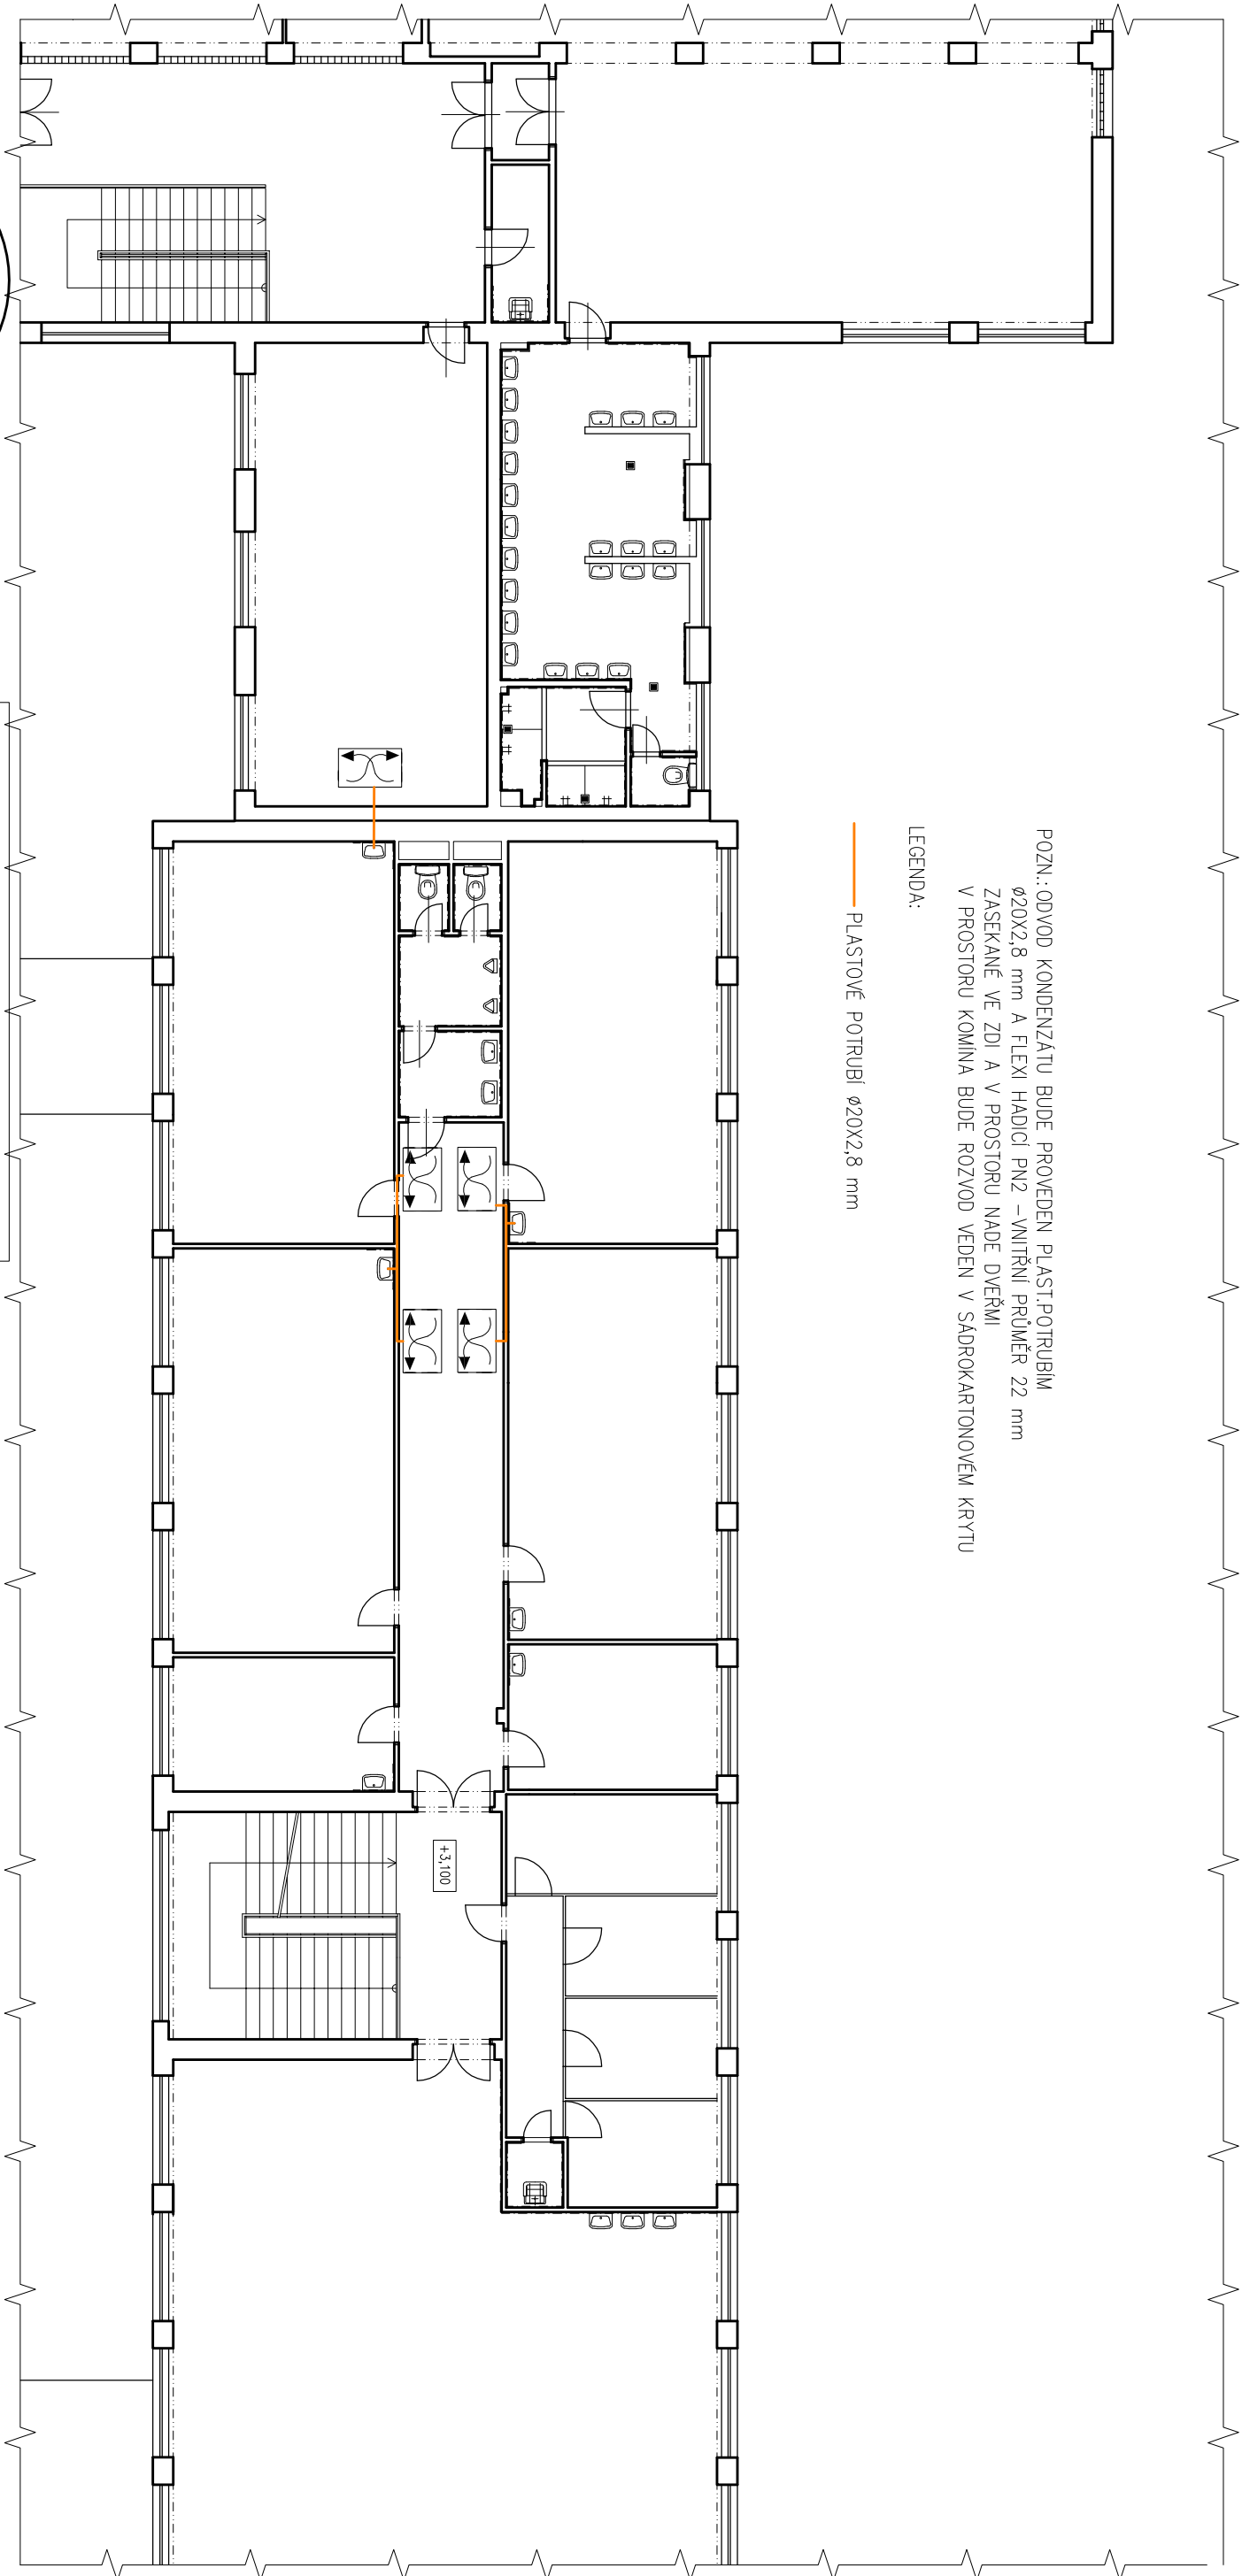 POZN.: ODVOD KONDENZÁTU BUDE PROVEDEN PLAST.POTRUBÍM
ø20X2,8 mm A FLEXI HADICÍ PN2 -VNITŘNÍ PRŮMĚR 22 mm
ZASEKANÉ VE ZDI A V PROSTORU NADE DVEŘMI
V PROSTORU KOMÍNA BUDE ROZVOD VEDEN V SÁDROKARTONOVÉM KRYTU
LEGENDA:
PLASTOVÉ POTRUBÍ ø20X2,8 mm
+3,100